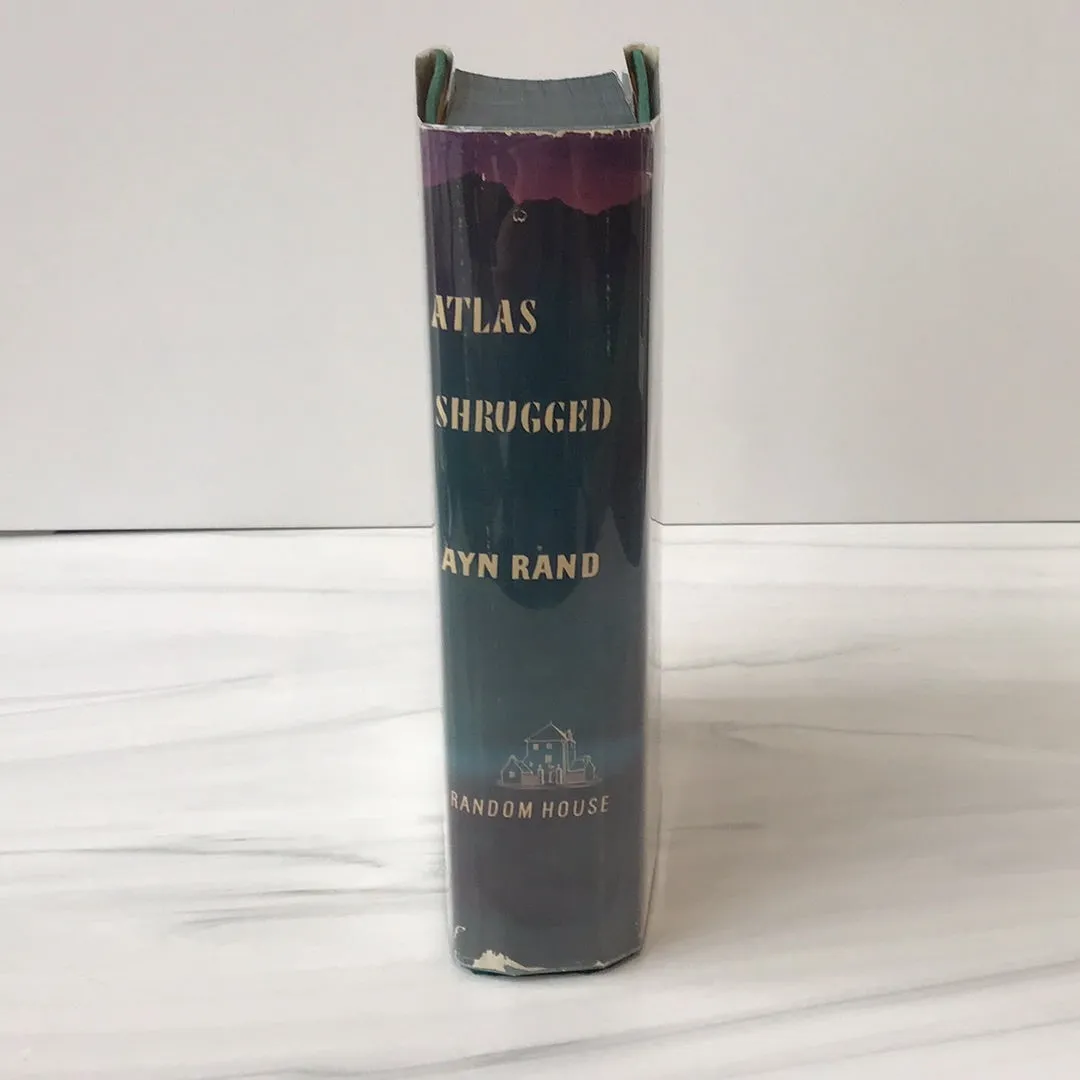 ATLAS
SHRUGGED
AYN RAND
RANDOM HOUSE